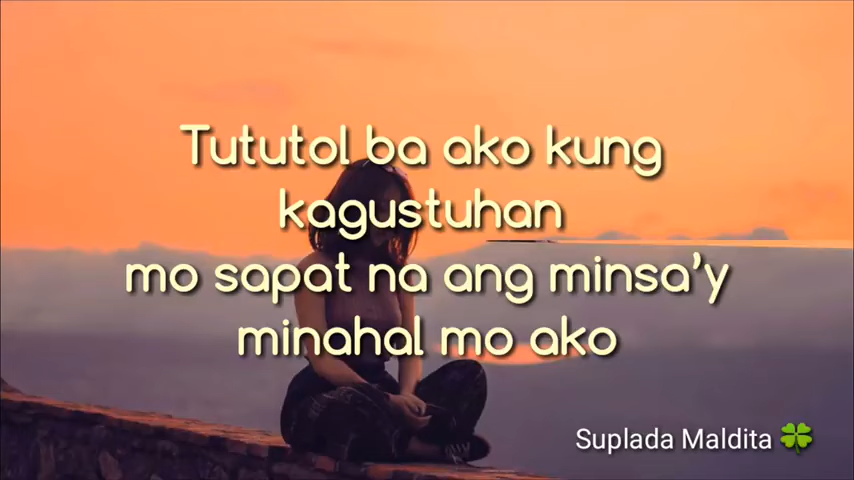 Tututol ba ako kung
kagustuhan
mo sapat na ang minsa'y
minahal mo ako
Suplada Maldita 🍀